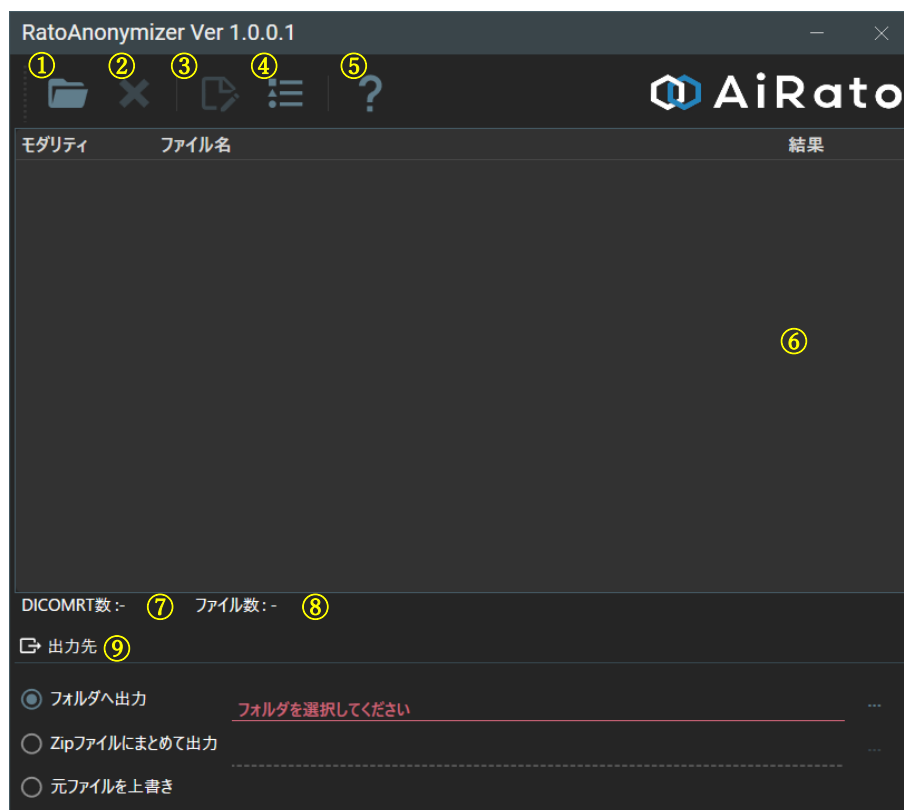 RatoAnonymizer Ver 1.0.0.1
① ② ③ ④ ⑤
AiRato
モダリティ ファイル名 結果
⑥
DICOMRT数 :- ⑦ ファイル数 : - ⑧
出力先 ⑨
フォルダへ出力 フォルダを選択してください ...
Zipファイルにまとめて出力 ...
元ファイルを上書き